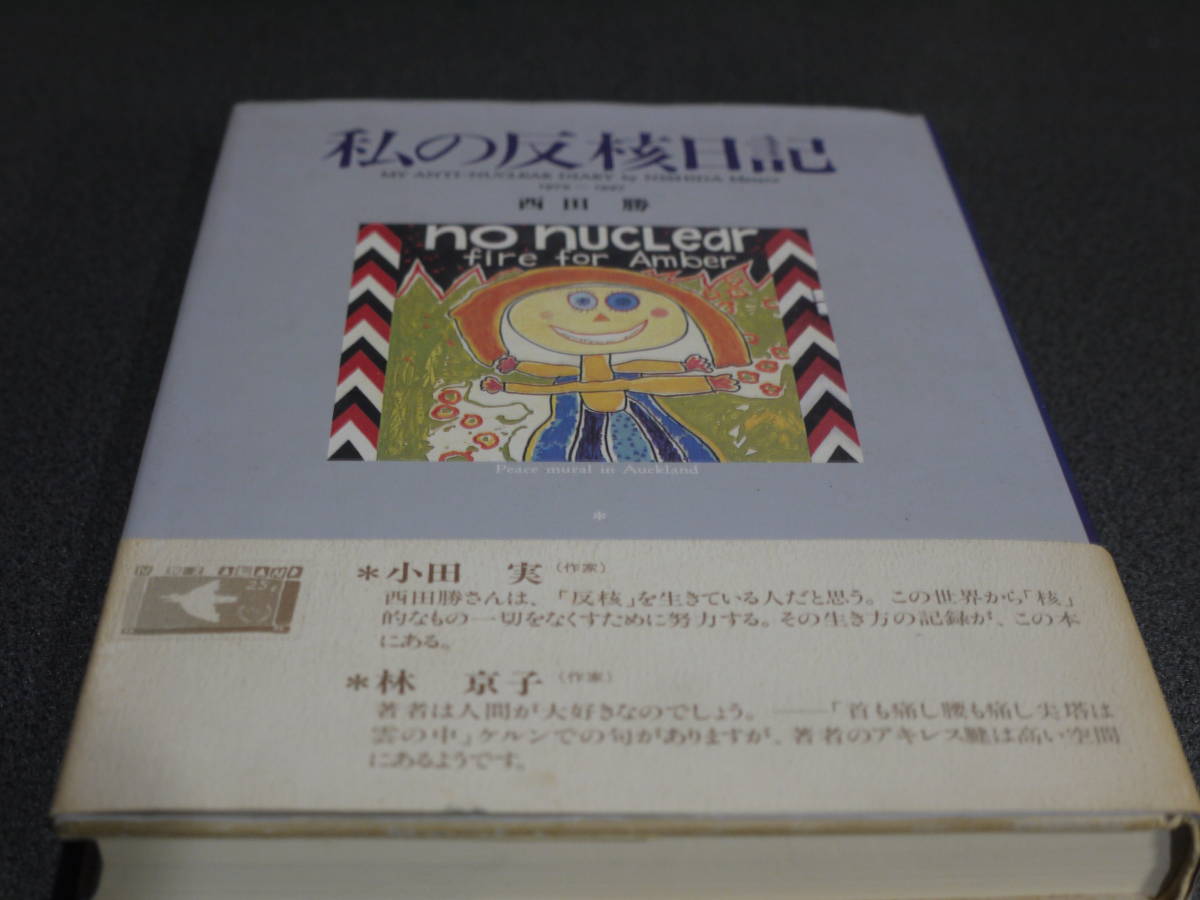 私の反核日記
MY ANTI-NUCLEAR DIARY by NISHIDA Masaru
西田 勝
no nuclear
fire for Amber
Peace mural in Auckland
*
*小田 実(作家)
西田勝さんは、「反核」を生きている人だと思う。この世界から「核」
的なもの一切をなくすために努力する。その生き方の記録が、この本
にある。
*林 京子(作家)
著者は人間が大好きなのでしょう。――「首も痛し腰も痛し尖塔は
雲の中」ケルンでの句がありますが、著者のアキレス腱は高い空間
にあるようです。